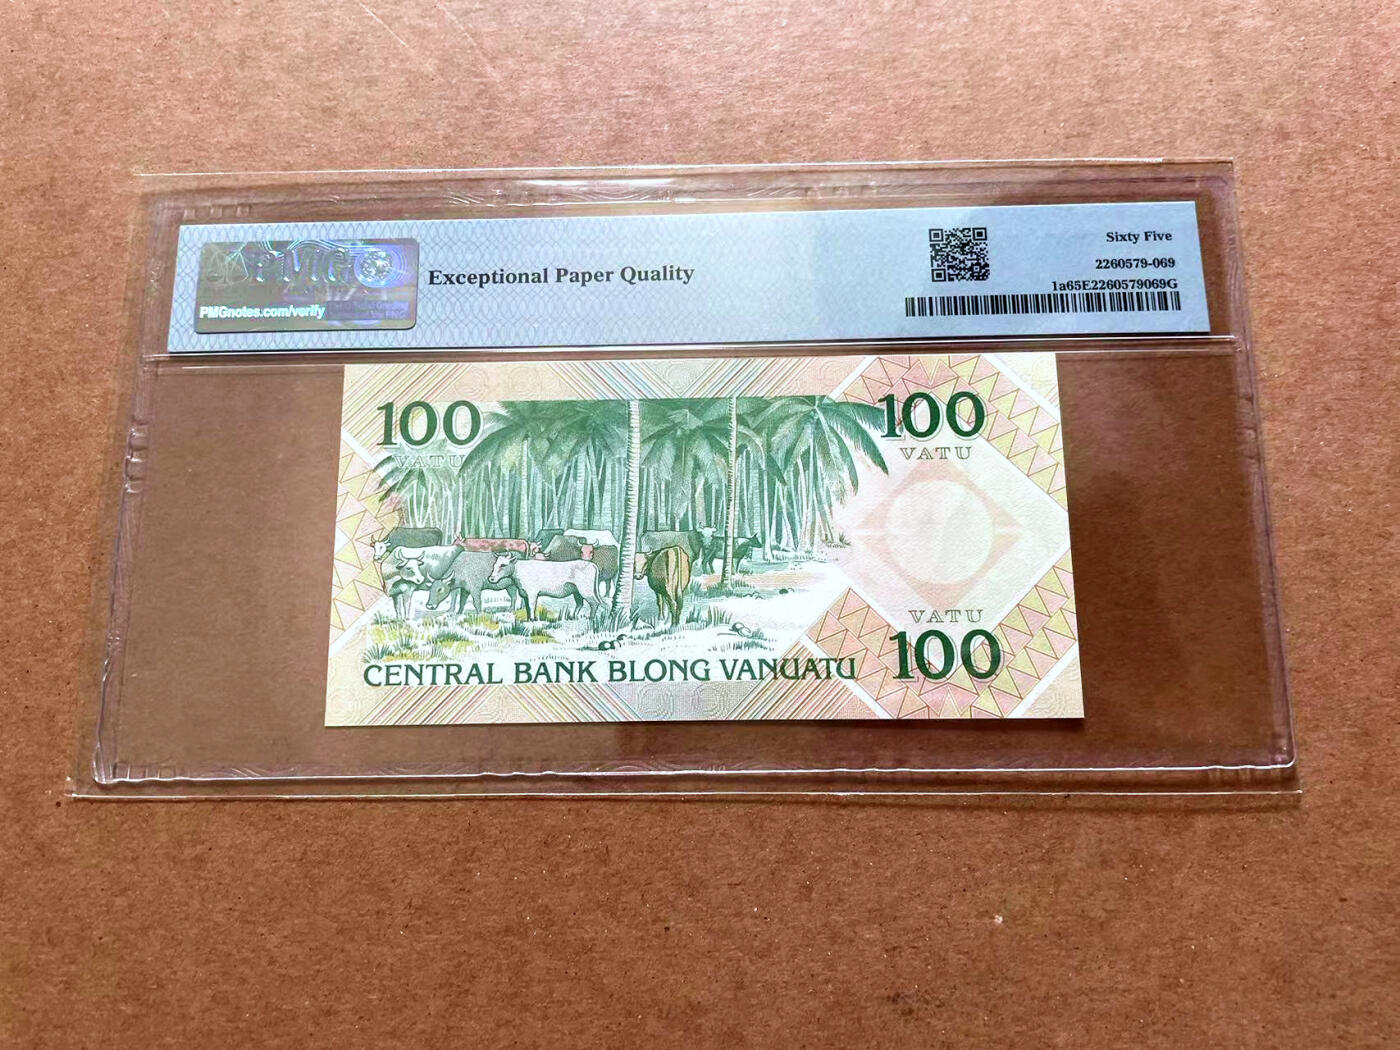 PMG
PMGnotes.com/verify
Exceptional Paper Quality
Sixty Five
2260579-069
1a65E2260579069G
100
VATU
100
VATU
VATU
100
CENTRAL BANK BLONG VANUATU